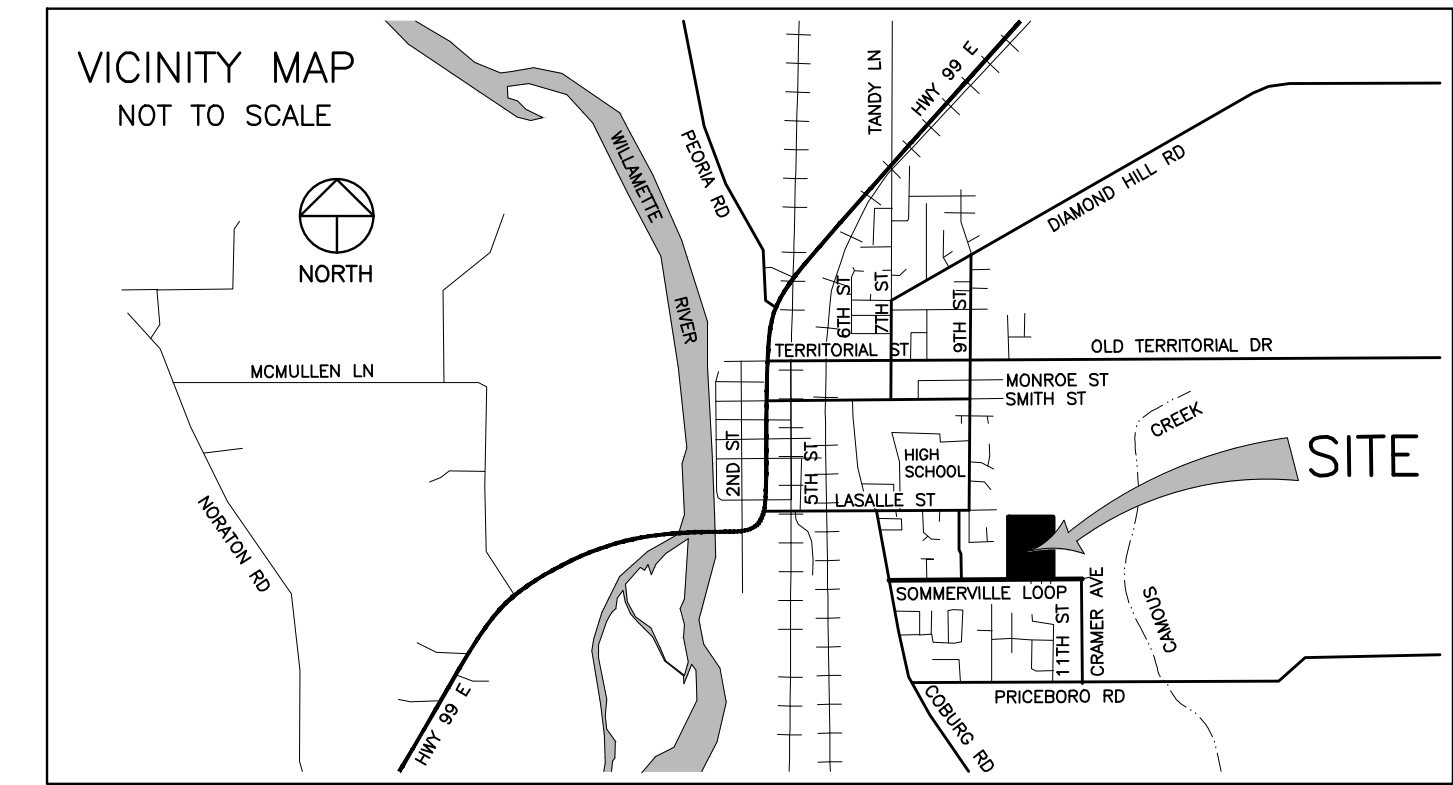 VICINITY MAP
NOT TO SCALE
NORTH
WILLAMETTE
RIVER
PEORIA RD
TANDY LN
HWY 99 E
DIAMOND HILL RD
6TH ST
7TH ST
9TH ST
TERRITORIAL ST
OLD TERRITORIAL DR
MCMULLEN LN
MONROE ST
SMITH ST
CREEK
SITE
2ND ST
5TH ST
HIGH
SCHOOL
LASALLE ST
NORATON RD
SOMMERVILLE LOOP
11TH ST
CRAMER AVE
CAMOUS
PRICEBORO RD
COBURG RD
HWY 99 E